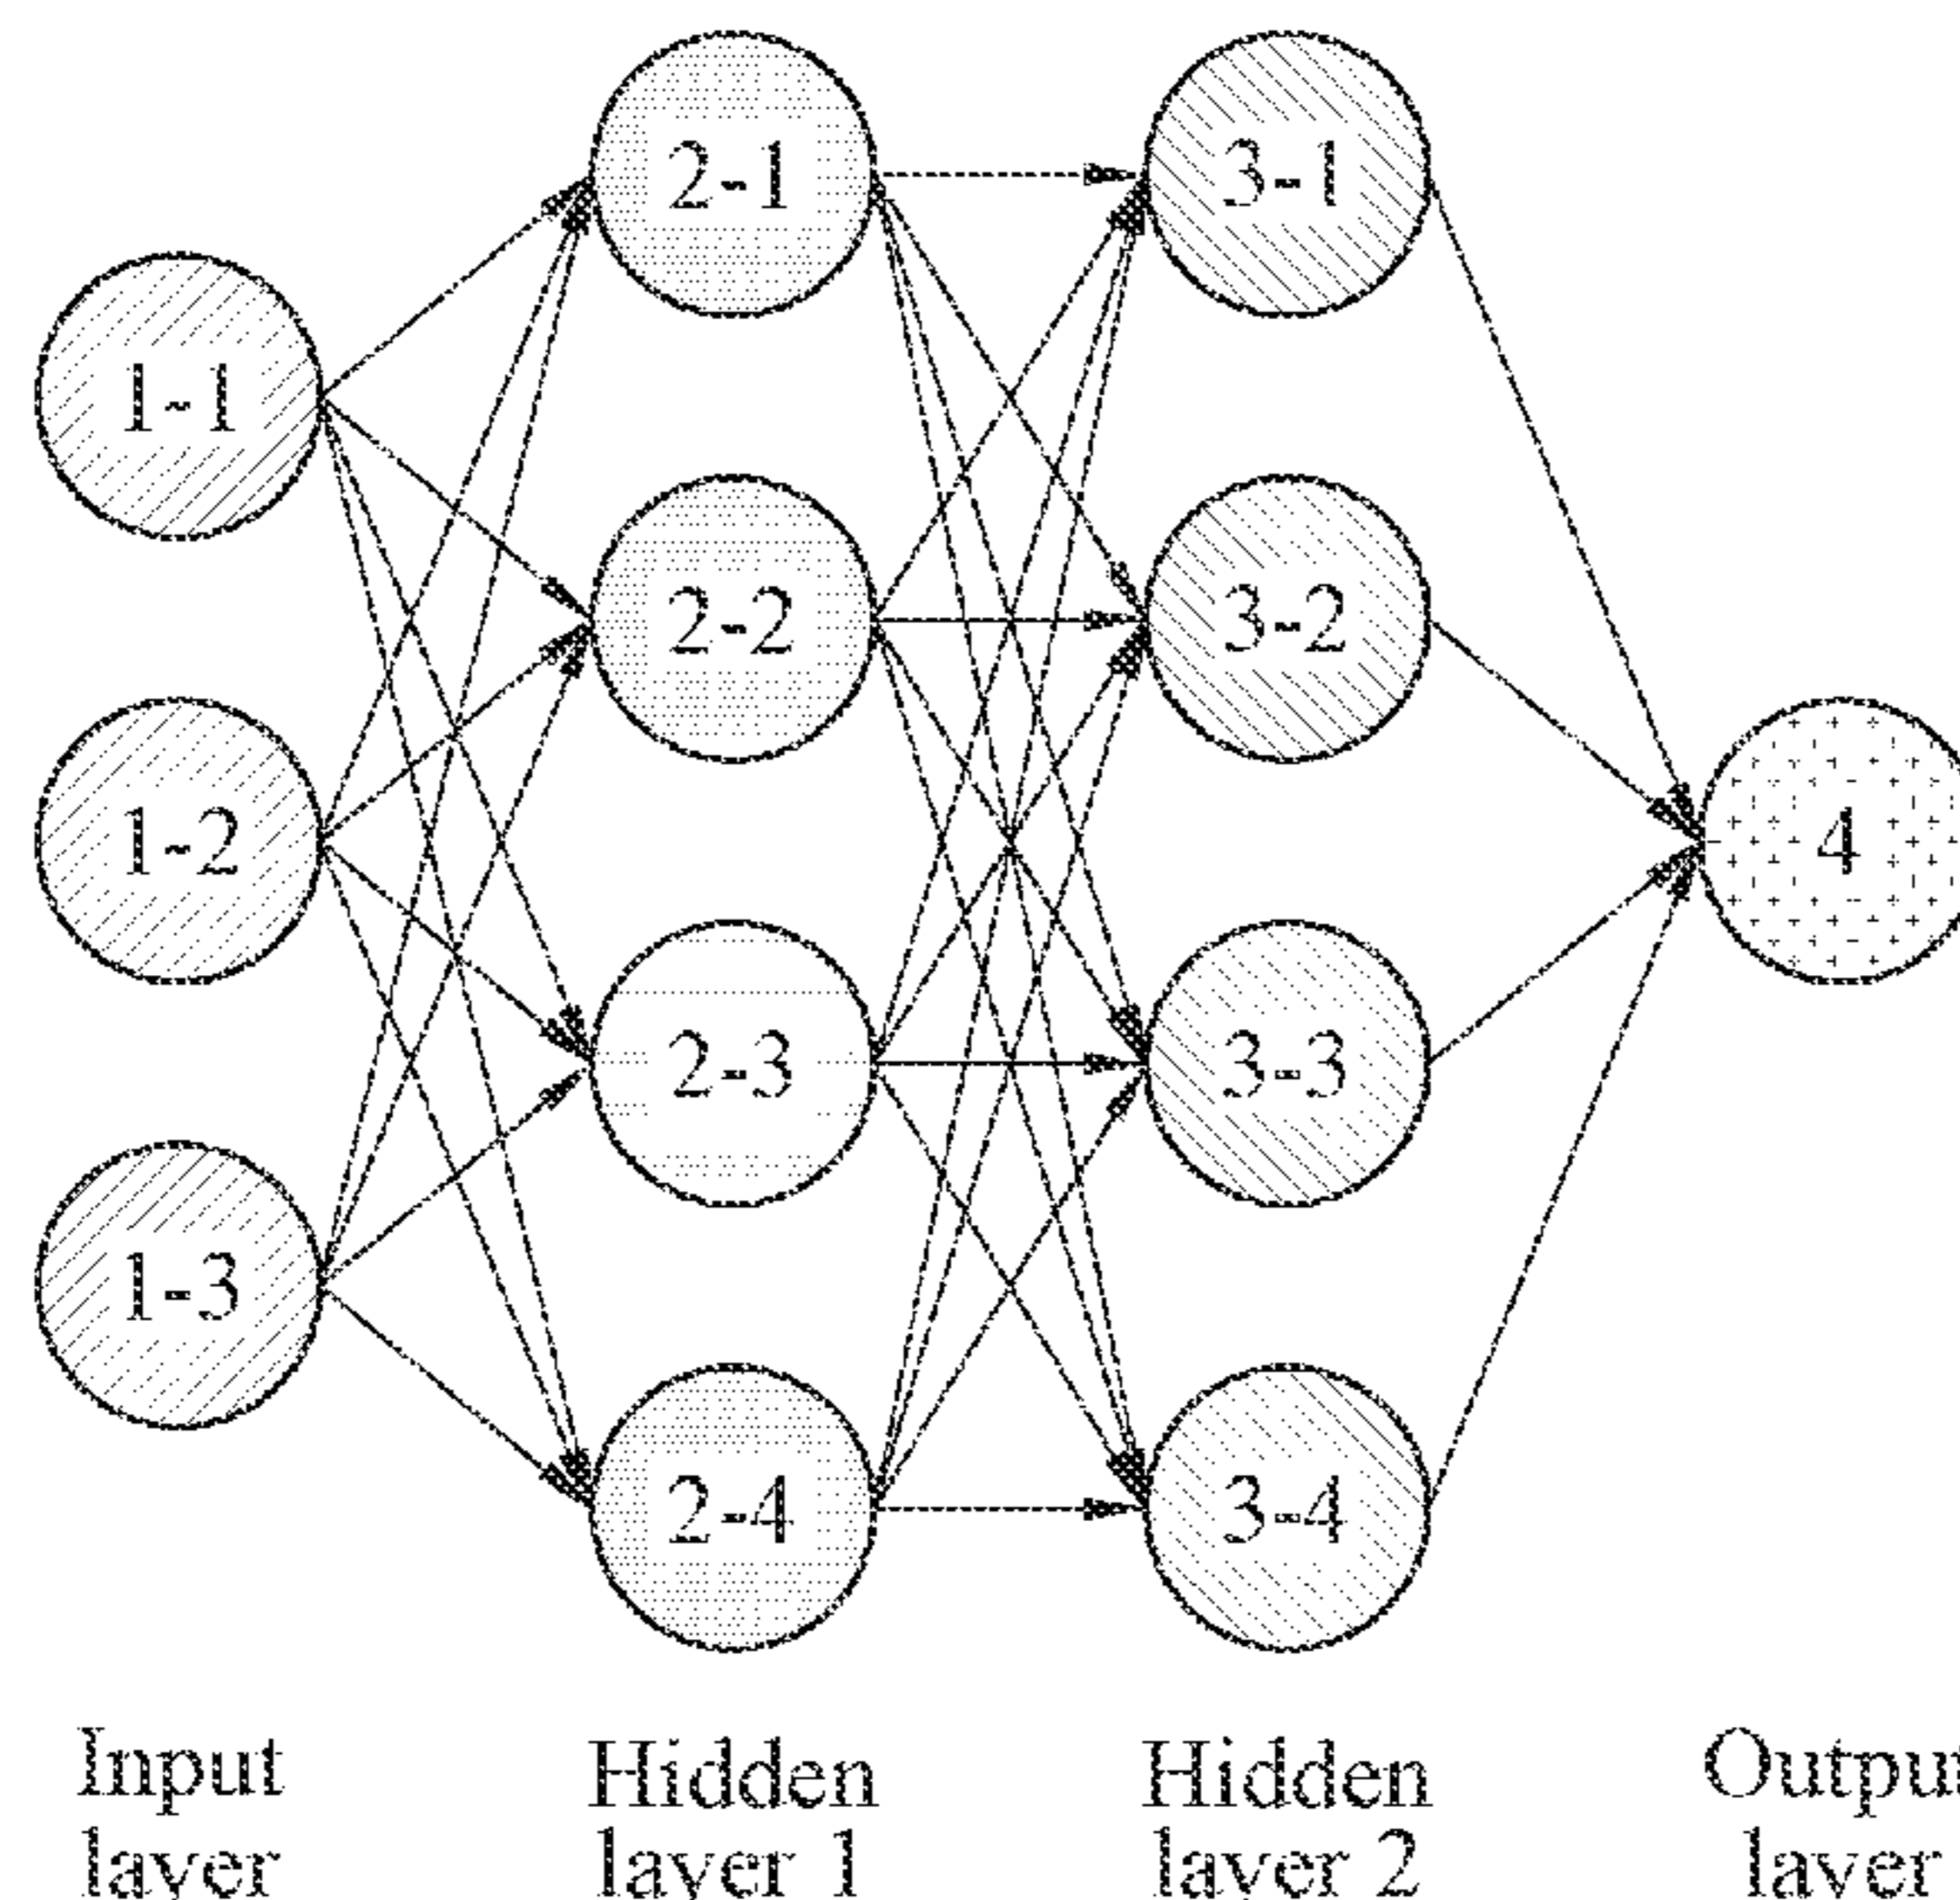 2-1
3-1
1-1
2-2
3-2
1-2
4
2-3
3-3
1-3
2-4
3-4
Input
layer
Hidden
layer 1
Hidden
layer 2
Output
layer